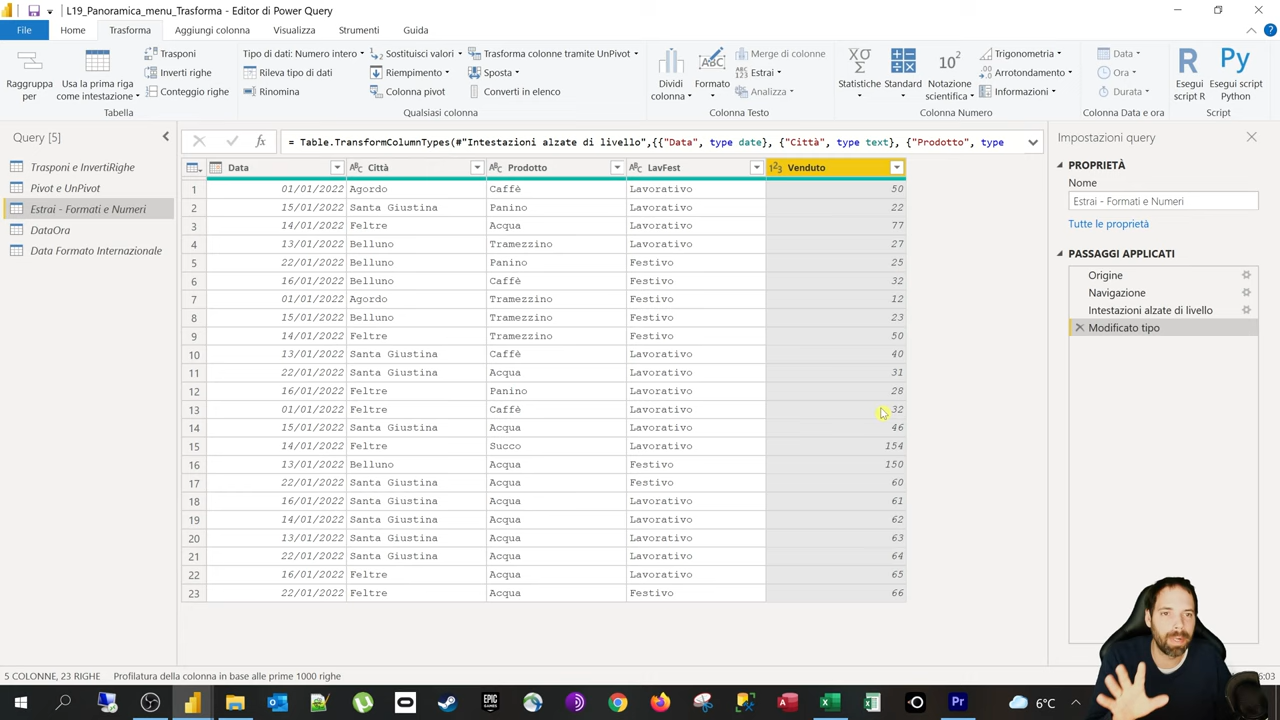 L19_Panoramica_menu_Trasforma - Editor di Power Query
File Home Trasforma Aggiungi colonna Visualizza Strumenti Guida
Raggruppa per
Usa la prima riga come intestazione
Trasponi
Inverti righe
Conteggio righe
Tabella
Tipo di dati: Numero intero
Rileva tipo di dati
Rinomina
Sostituisci valori
Riempimento
Colonna pivot
Trasforma colonne tramite UnPivot
Sposta
Converti in elenco
Qualsiasi colonna
Dividi colonna
Formato
Merge di colonne
Estrai
Analizza
Colonna Testo
Statistiche
Standard
Notazione scientifica
10²
Trigonometria
Arrotondamento
Informazioni
Colonna Numero
Data
Ora
Durata
Colonna Data e ora
R
Esegui script R
Py
Esegui script Python
Script
Query [5]
Trasponi e InvertiRighe
Pivot e UnPivot
Estrai - Formati e Numeri
DataOra
Data Formato Internazionale
fx
= Table.TransformColumnTypes(#"Intestazioni alzate di livello",{{"Data", type date}, {"Città", type text}, {"Prodotto", type
Data Città Prodotto LavFest Venduto
1 01/01/2022 Agordo Caffè Lavorativo 50
2 15/01/2022 Santa Giustina Panino Lavorativo 22
3 14/01/2022 Feltre Acqua Lavorativo 77
4 13/01/2022 Belluno Tramezzino Lavorativo 27
5 22/01/2022 Belluno Panino Festivo 25
6 16/01/2022 Belluno Caffè Festivo 32
7 01/01/2022 Agordo Tramezzino Festivo 12
8 15/01/2022 Belluno Tramezzino Festivo 23
9 14/01/2022 Feltre Tramezzino Festivo 50
10 13/01/2022 Santa Giustina Caffè Lavorativo 40
11 22/01/2022 Santa Giustina Acqua Lavorativo 31
12 16/01/2022 Feltre Panino Lavorativo 28
13 01/01/2022 Feltre Caffè Lavorativo 32
14 15/01/2022 Santa Giustina Acqua Lavorativo 46
15 14/01/2022 Feltre Succo Lavorativo 154
16 13/01/2022 Belluno Acqua Festivo 150
17 22/01/2022 Santa Giustina Acqua Festivo 60
18 16/01/2022 Santa Giustina Acqua Lavorativo 61
19 14/01/2022 Santa Giustina Acqua Lavorativo 62
20 13/01/2022 Santa Giustina Acqua Lavorativo 63
21 22/01/2022 Santa Giustina Acqua Lavorativo 64
22 16/01/2022 Feltre Acqua Lavorativo 65
23 22/01/2022 Feltre Acqua Festivo 66
Impostazioni query
PROPRIETÀ
Nome
Estrai - Formati e Numeri
Tutte le proprietà
PASSAGGI APPLICATI
Origine
Navigazione
Intestazioni alzate di livello
Modificato tipo
5 COLONNE, 23 RIGHE Profilatura della colonna in base alle prime 1000 righe
EPIC GAMES
Pr
6°C